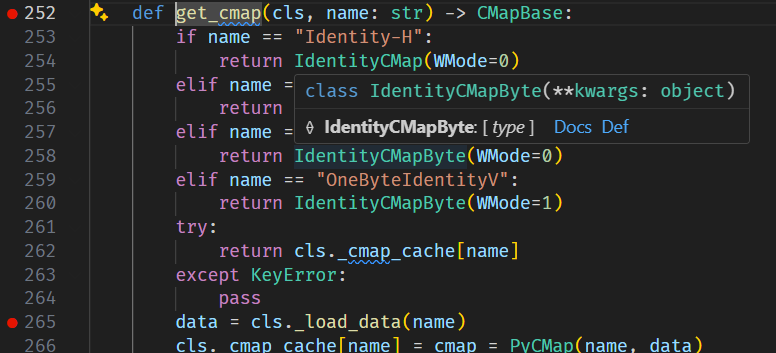 252 def get_cmap(cls, name: str) -> CMapBase:
253 if name == "Identity-H":
254 return IdentityCMap(WMode=0)
255 elif name =
class IdentityCMapByte(**kwargs: object)
256 return
IdentityCMapByte: [ type ] Docs Def
257 elif name =
258 return IdentityCMapByte(WMode=0)
259 elif name == "OneByteIdentityV":
260 return IdentityCMapByte(WMode=1)
261 try:
262 return cls._cmap_cache[name]
263 except KeyError:
264 pass
265 data = cls._load_data(name)
266 cls._cmap_cache[name] = cmap = PyCMap(name, data)